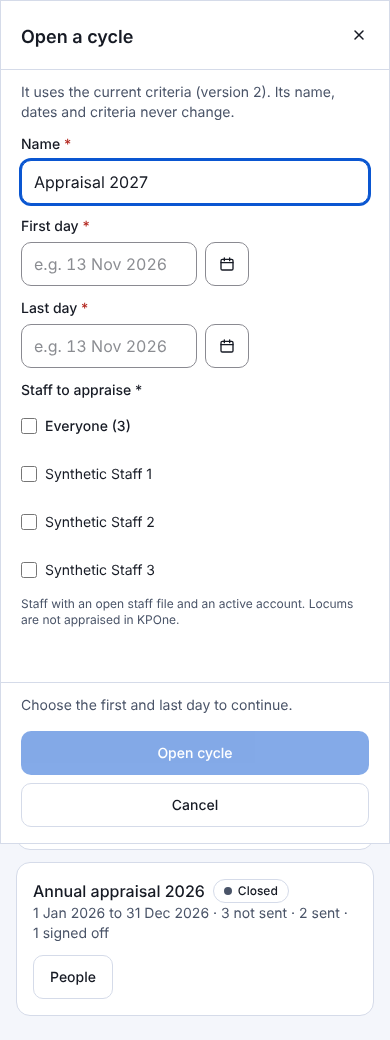 Open a cycle
It uses the current criteria (version 2). Its name,
dates and criteria never change.
Name *
Appraisal 2027
First day *
e.g. 13 Nov 2026
Last day *
e.g. 13 Nov 2026
Staff to appraise *
Everyone (3)
Synthetic Staff 1
Synthetic Staff 2
Synthetic Staff 3
Staff with an open staff file and an active account. Locums
are not appraised in KPOne.
Choose the first and last day to continue.
Open cycle
Cancel
Annual appraisal 2026 Closed
1 Jan 2026 to 31 Dec 2026 · 3 not sent · 2 sent ·
1 signed off
People